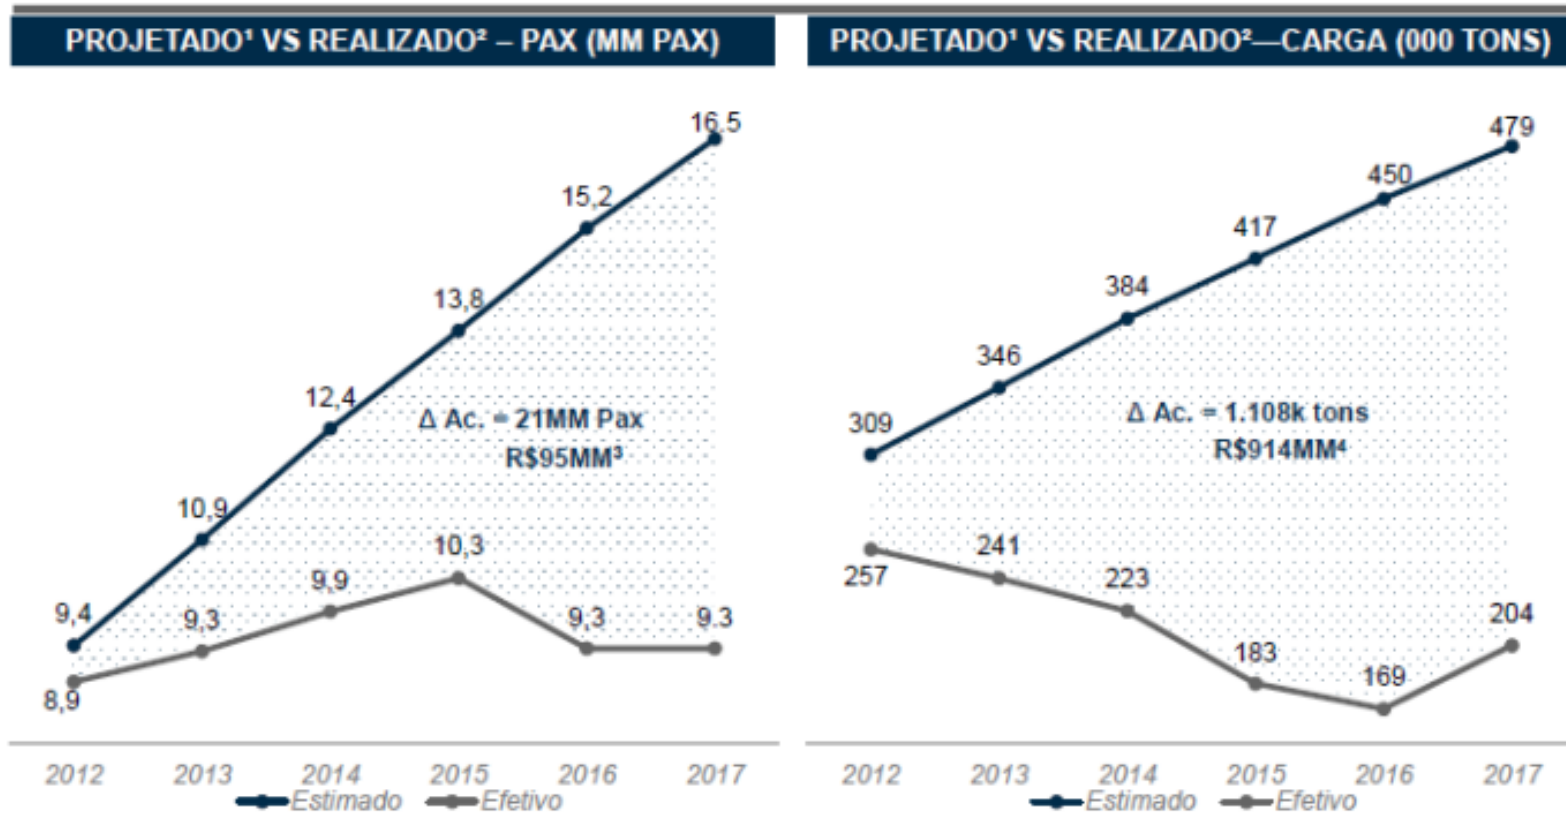 PROJETADO¹ VS REALIZADO² – PAX (MM PAX)
16.5
15,2
13,8
12,4
Δ Ac. = 21MM Pax
R$95MM³
10,9
10,3
9,9
9,4
9,3
9,3
9.3
8,9
2012 2013 2014 2015 2016 2017
Estimado Efetivo
PROJETADO¹ VS REALIZADO²—CARGA (000 TONS)
479
450
417
384
346
Δ Ac. = 1.108k tons
309
R$914MM⁴
241
257
223
204
183
169
2012 2013 2014 2015 2016 2017
Estimado Efetivo